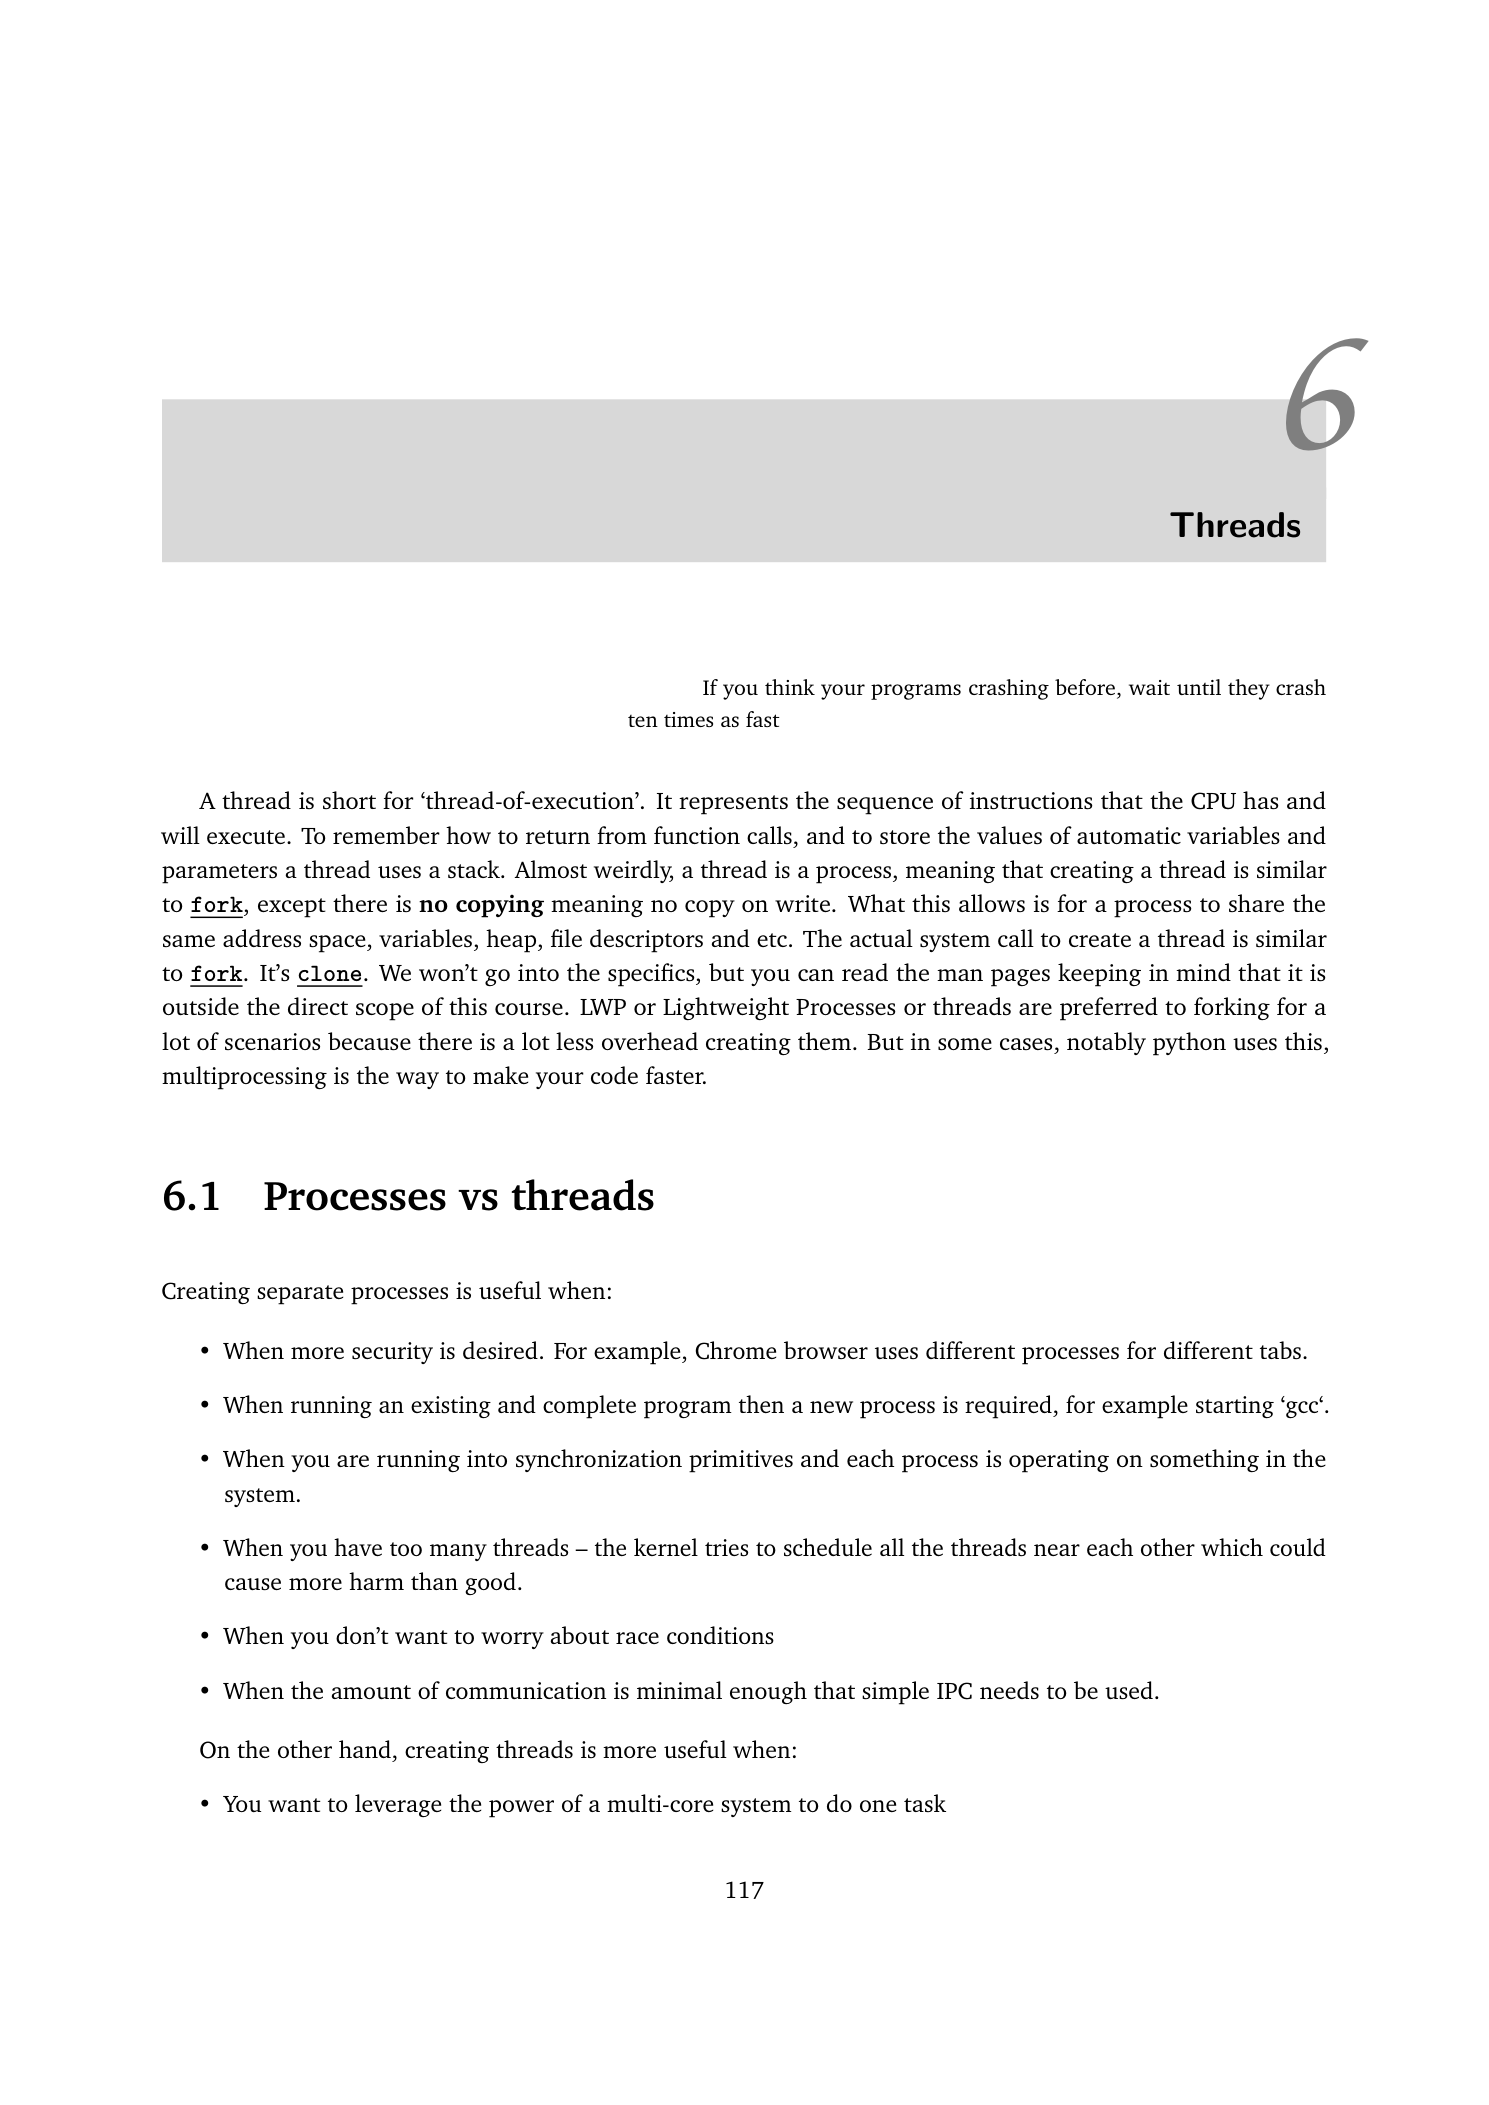 6
Threads
If you think your programs crashing before, wait until they crash
ten times as fast
A thread is short for ‘thread-of-execution’. It represents the sequence of instructions that the CPU has and
will execute. To remember how to return from function calls, and to store the values of automatic variables and
parameters a thread uses a stack. Almost weirdly, a thread is a process, meaning that creating a thread is similar
to fork, except there is no copying meaning no copy on write. What this allows is for a process to share the
same address space, variables, heap, file descriptors and etc. The actual system call to create a thread is similar
to fork. It’s clone. We won’t go into the specifics, but you can read the man pages keeping in mind that it is
outside the direct scope of this course. LWP or Lightweight Processes or threads are preferred to forking for a
lot of scenarios because there is a lot less overhead creating them. But in some cases, notably python uses this,
multiprocessing is the way to make your code faster.
6.1 Processes vs threads
Creating separate processes is useful when:
• When more security is desired. For example, Chrome browser uses different processes for different tabs.
• When running an existing and complete program then a new process is required, for example starting ‘gcc‘.
• When you are running into synchronization primitives and each process is operating on something in the
system.
• When you have too many threads – the kernel tries to schedule all the threads near each other which could
cause more harm than good.
• When you don’t want to worry about race conditions
• When the amount of communication is minimal enough that simple IPC needs to be used.
On the other hand, creating threads is more useful when:
• You want to leverage the power of a multi-core system to do one task
117